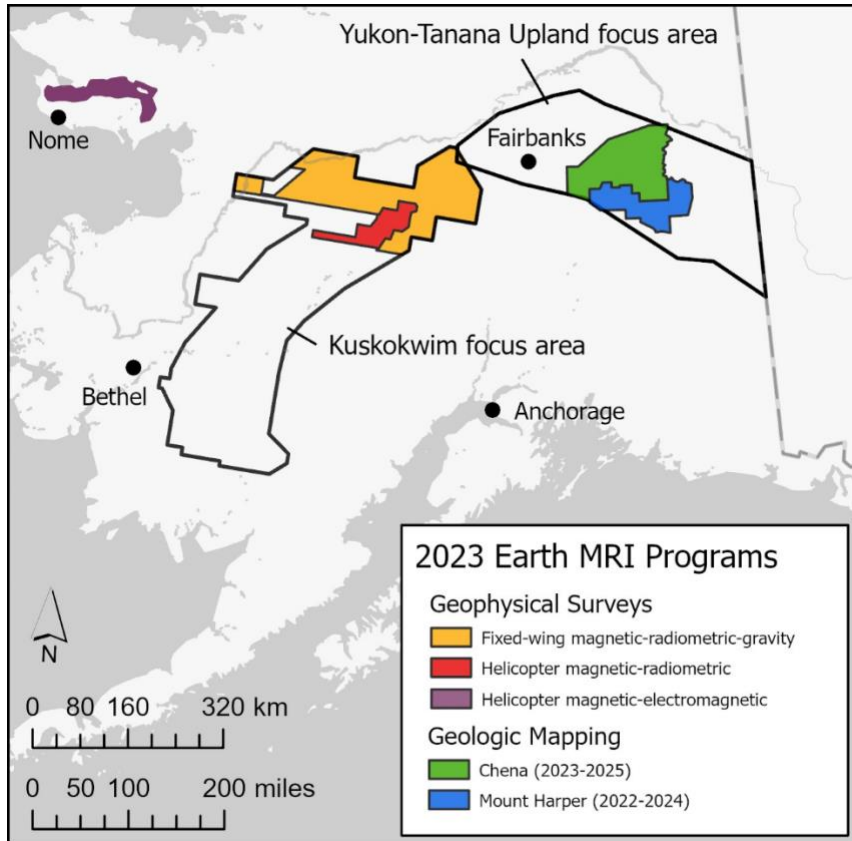 Yukon-Tanana Upland focus area
Nome
Fairbanks
Kuskokwim focus area
Bethel
Anchorage
2023 Earth MRI Programs
Geophysical Surveys
Fixed-wing magnetic-radiometric-gravity
Helicopter magnetic-radiometric
Helicopter magnetic-electromagnetic
Geologic Mapping
Chena (2023-2025)
Mount Harper (2022-2024)
N
0 80 160 320 km
0 50 100 200 miles